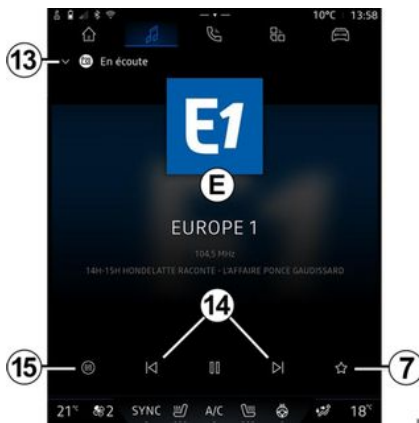 10°C 13:58
13
En écoute
E1
E
EUROPE 1
104,5 MHz
14H-15H HONDELATTE RACONTE - L'AFFAIRE PONCE GAUDISSARD
14
15
7
21°C 2 SYNC A/C 18°C